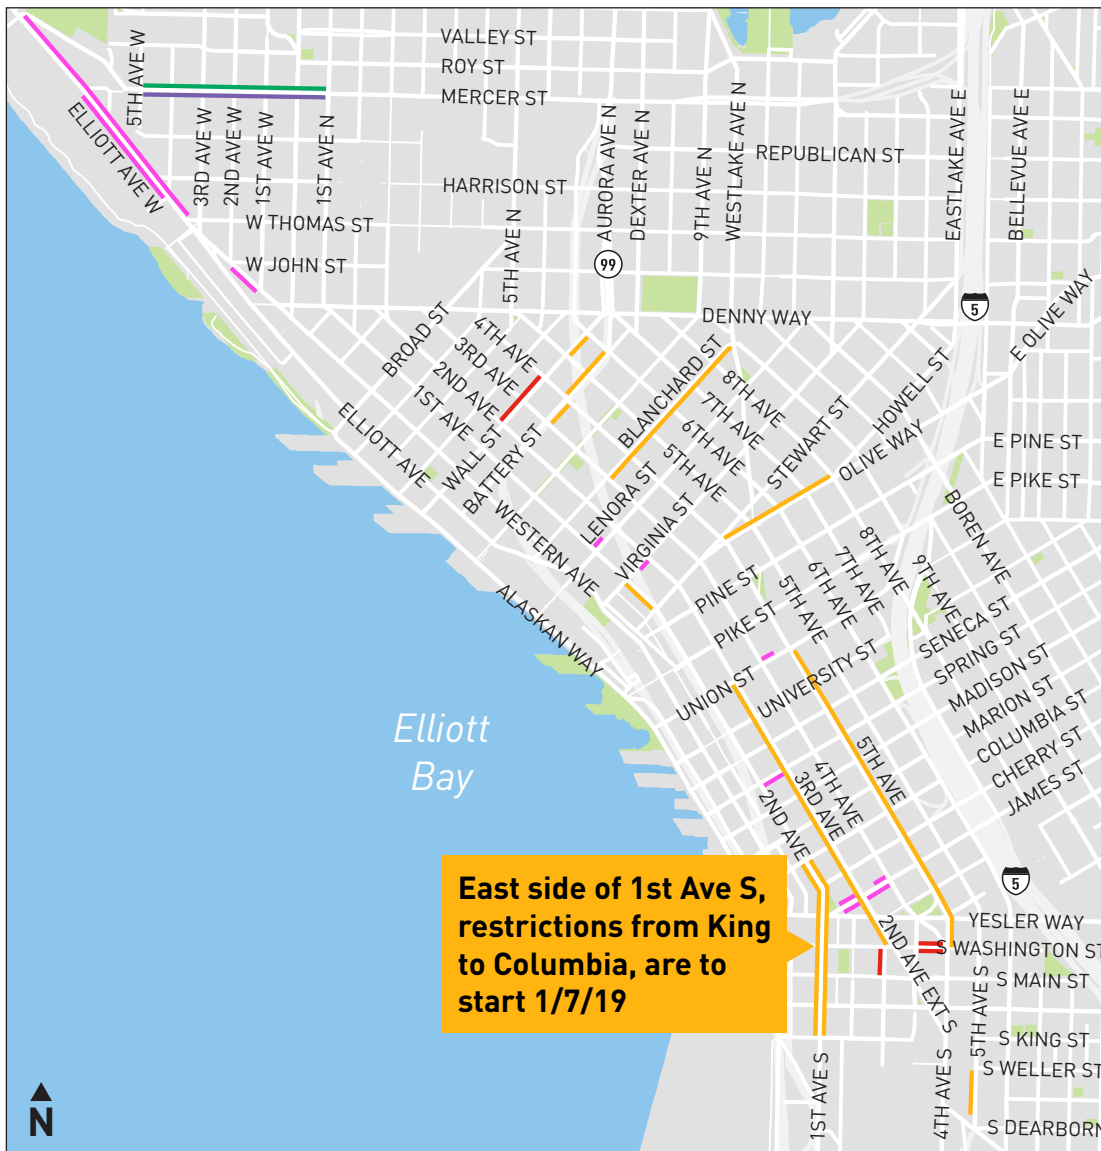 VALLEY ST
ROY ST
MERCER ST
5TH AVE W
ELLIOTT AVE W
3RD AVE W
2ND AVE W
1ST AVE W
1ST AVE N
AURORA AVE N
DEXTER AVE N
9TH AVE N
WESTLAKE AVE N
EASTLAKE AVE E
BELLEVUE AVE E
REPUBLICAN ST
HARRISON ST
W THOMAS ST
5TH AVE N
W JOHN ST
99
5
DENNY WAY
E OLIVE WAY
BROAD ST
4TH AVE
3RD AVE
2ND AVE
1ST AVE
ELLIOTT AVE
WALL ST
BATTERY ST
BLANCHARD ST
8TH AVE
7TH AVE
6TH AVE
5TH AVE
STEWART ST
HOWELL ST
OLIVE WAY
E PINE ST
E PIKE ST
LENORA ST
VIRGINIA ST
WESTERN AVE
ALASKAN WAY
BOREN AVE
PINE ST
PIKE ST
5TH AVE
6TH AVE
7TH AVE
8TH AVE
9TH AVE
UNION ST
UNIVERSITY ST
SENECA ST
SPRING ST
MADISON ST
MARION ST
COLUMBIA ST
CHERRY ST
JAMES ST
Elliott
Bay
5TH AVE
4TH AVE
3RD AVE
2ND AVE
East side of 1st Ave S,
restrictions from King
to Columbia, are to
start 1/7/19
5
YESLER WAY
S WASHINGTON ST
S MAIN ST
2ND AVE EXT S
5TH AVE S
S KING ST
S WELLER ST
S DEARBORN
1ST AVE S
4TH AVE S
N